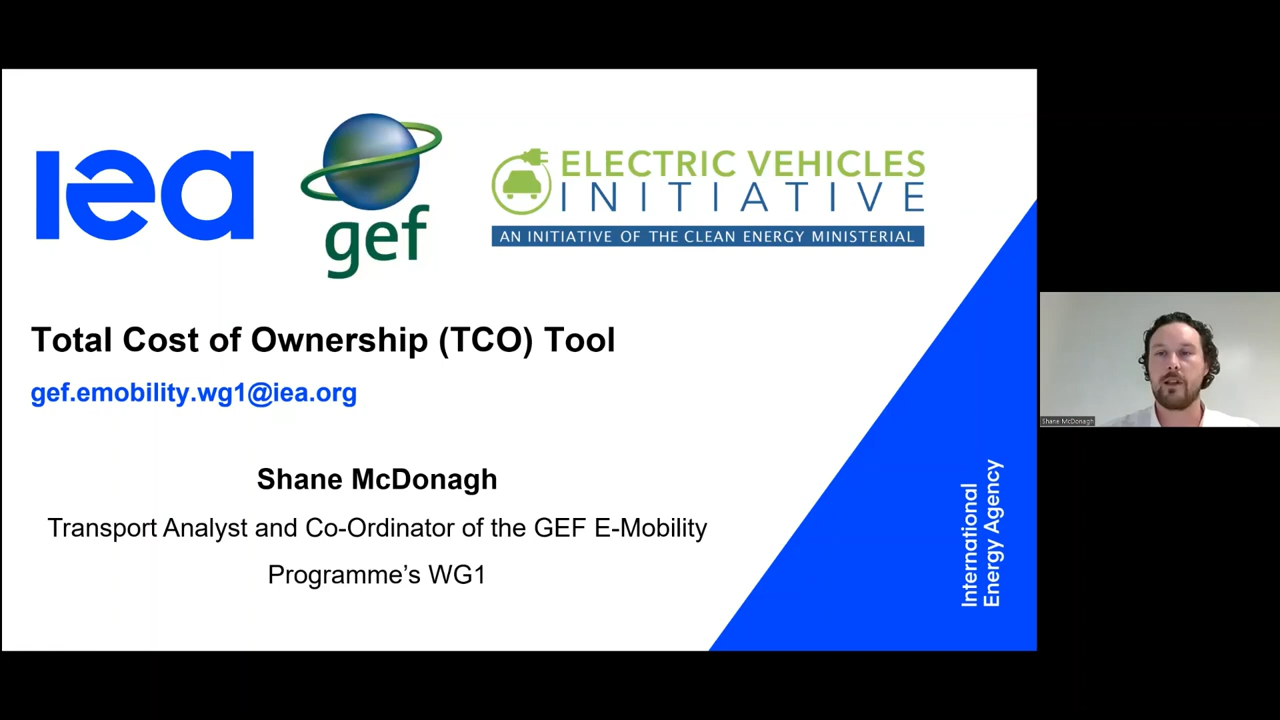 iea
gef
ELECTRIC VEHICLES
INITIATIVE
AN INITIATIVE OF THE CLEAN ENERGY MINISTERIAL
Total Cost of Ownership (TCO) Tool
gef.emobility.wg1@iea.org
Shane McDonagh
Transport Analyst and Co-Ordinator of the GEF E-Mobility
Programme’s WG1
International
Energy Agency
Shane McDonagh